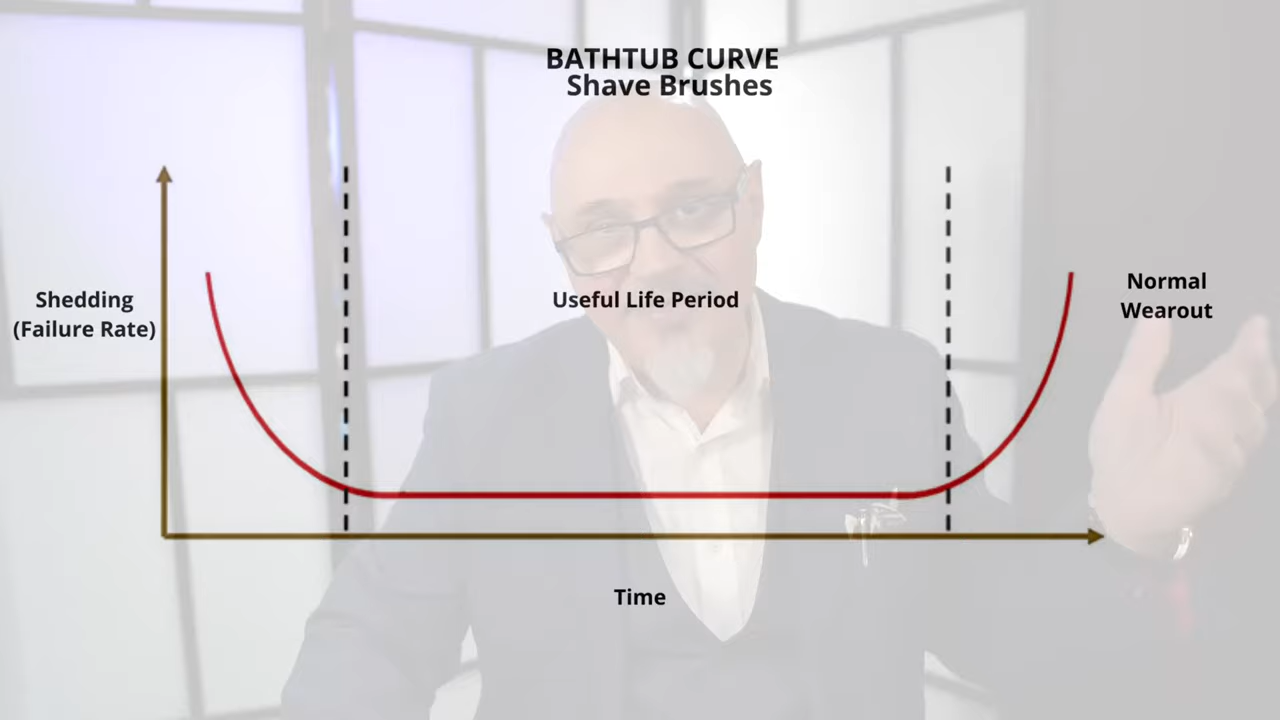 BATHTUB CURVE
Shave Brushes
Shedding
(Failure Rate)
Useful Life Period
Normal
Wearout
Time